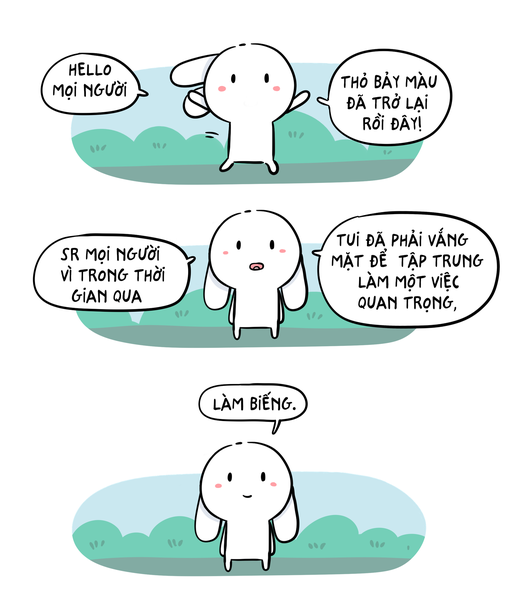 HELLO
MỌI NGƯỜI
THỎ BẢY MÀU
ĐÃ TRỞ LẠI
RỒI ĐÂY!
SR MỌI NGƯỜI
VÌ TRONG THỜI
GIAN QUA
TUI ĐÃ PHẢI VẮNG
MẶT ĐỂ TẬP TRUNG
LÀM MỘT VIỆC
QUAN TRỌNG,
LÀM BIẾNG.